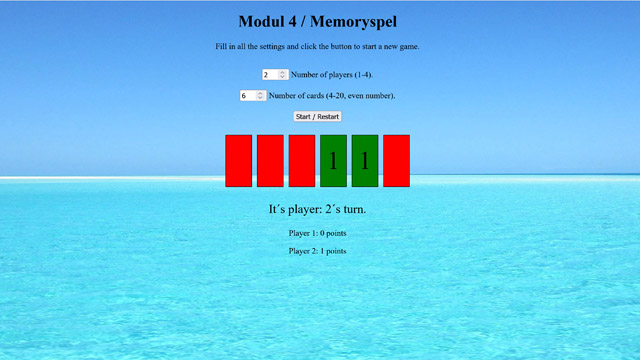 Modul 4 / Memoryspel
Fill in all the settings and click the button to start a new game.
2 Number of players (1-4).
6 Number of cards (4-20, even number).
Start / Restart
1 1
It´s player: 2´s turn.
Player 1: 0 points
Player 2: 1 points